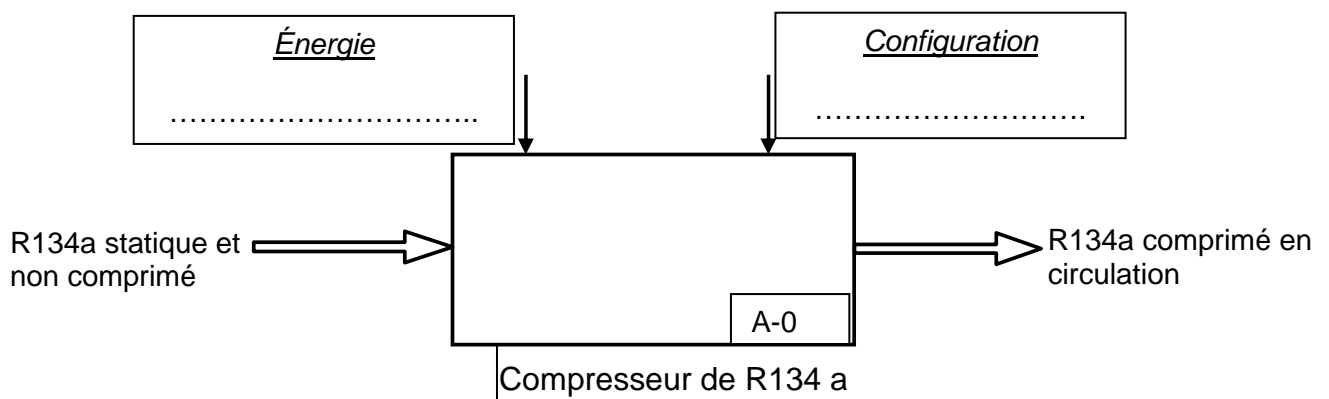 Énergie
……………………………..
Configuration
……………………….
R134a statique et
non comprimé
R134a comprimé en
circulation
A-0
Compresseur de R134 a